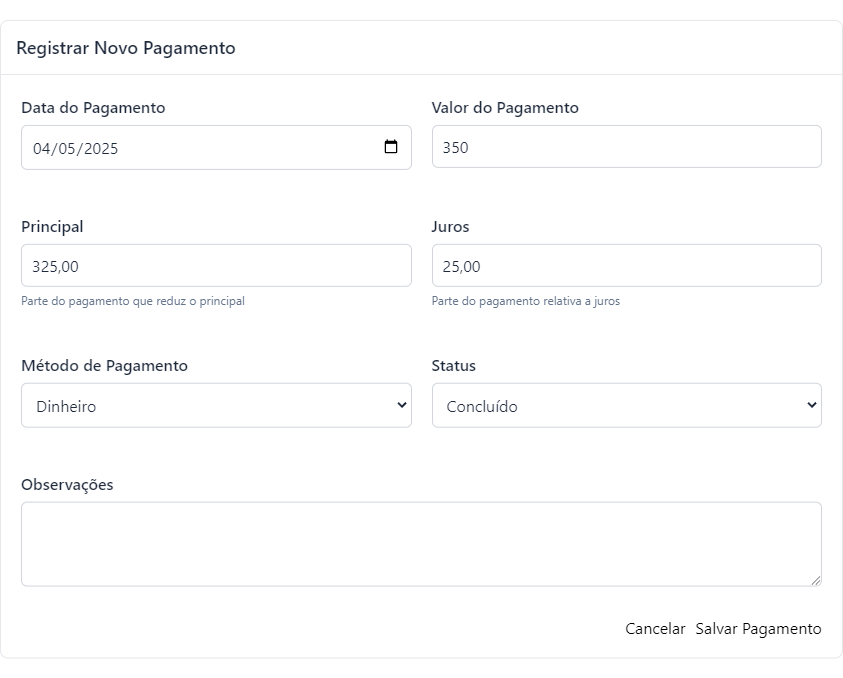 Registrar Novo Pagamento
Data do Pagamento
Valor do Pagamento
04/05/2025
350
Principal
Juros
325,00
25,00
Parte do pagamento que reduz o principal
Parte do pagamento relativa a juros
Método de Pagamento
Status
Dinheiro
Concluído
Observações
Cancelar Salvar Pagamento